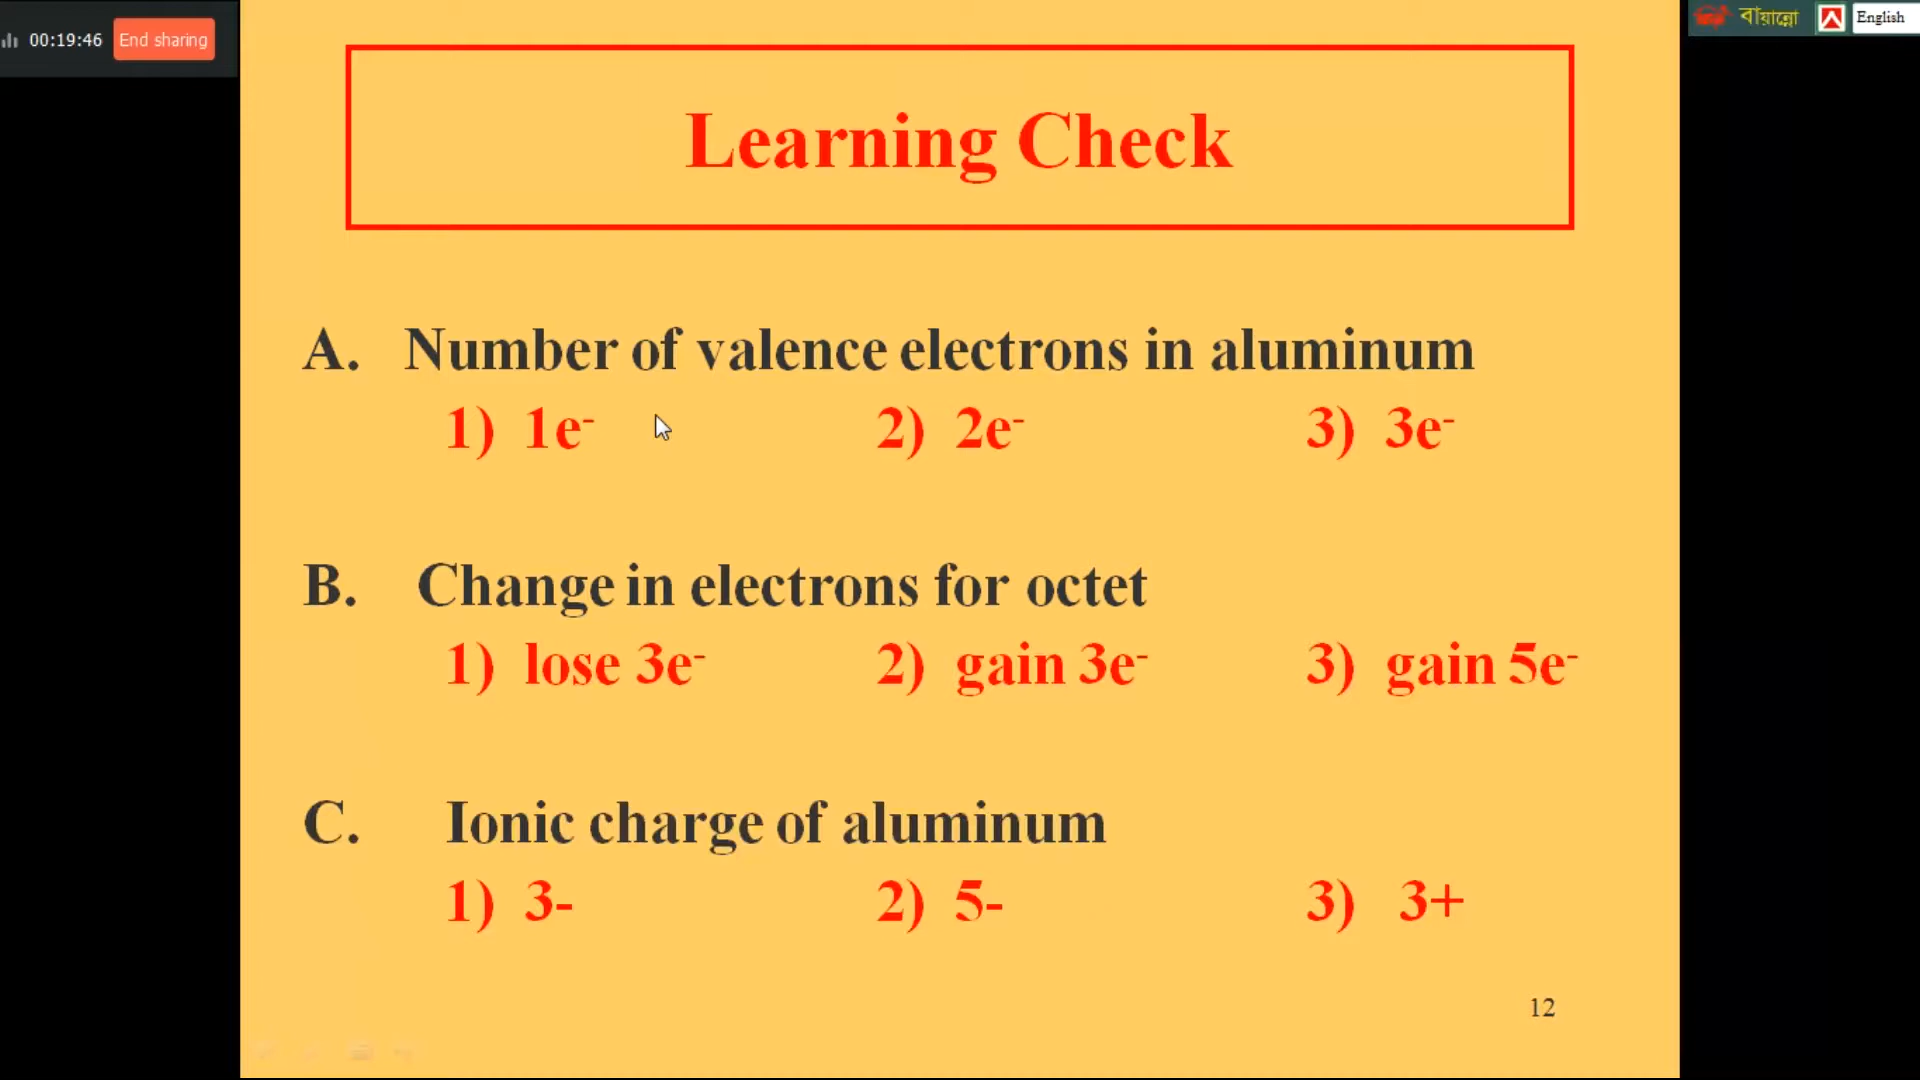 00:19:46 End sharing
বায়ান্নো English
Learning Check
A. Number of valence electrons in aluminum
1) 1e⁻ 2) 2e⁻ 3) 3e⁻
B. Change in electrons for octet
1) lose 3e⁻ 2) gain 3e⁻ 3) gain 5e⁻
C. Ionic charge of aluminum
1) 3- 2) 5- 3) 3+
12